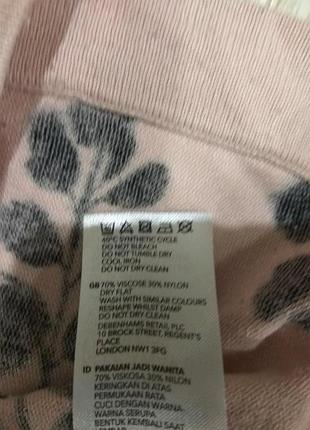 40°C SYNTHETIC CYCLE
DO NOT BLEACH
DO NOT TUMBLE DRY
COOL IRON
DO NOT DRY CLEAN
GB 70% VISCOSE 30% NYLON
DRY FLAT
WASH WITH SIMILAR COLOURS
RESHAPE WHILST DAMP
DO NOT DRY CLEAN
DEBENHAMS RETAIL PLC
10 BROCK STREET, REGENT'S
PLACE
LONDON NW1 3FG
ID PAKAIAN JADI WANITA
70% VISKOSA 30% NILON
KERINGKAN DI ATAS
PERMUKAAN RATA
CUCI DENGAN WARNA-
WARNA SERUPA
BENTUK KEMBALI SAAT